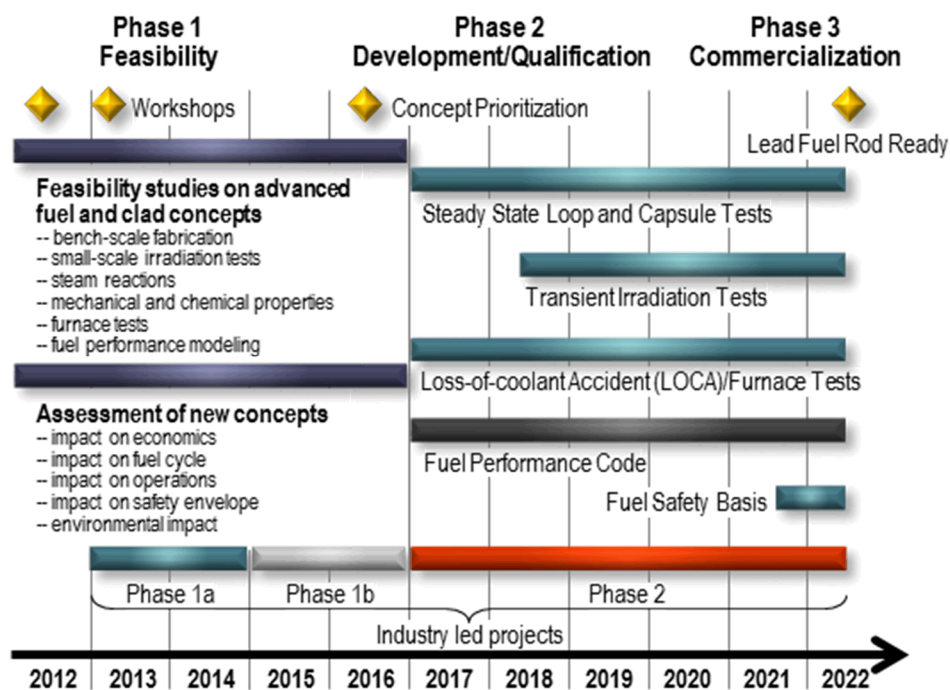 Phase 1
Feasibility
Phase 2
Development/Qualification
Phase 3
Commercialization
Workshops
Concept Prioritization
Lead Fuel Rod Ready
Feasibility studies on advanced
fuel and clad concepts
-- bench-scale fabrication
-- small-scale irradiation tests
-- steam reactions
-- mechanical and chemical properties
-- furnace tests
-- fuel performance modeling
Steady State Loop and Capsule Tests
Transient Irradiation Tests
Loss-of-coolant Accident (LOCA)/Furnace Tests
Assessment of new concepts
-- impact on economics
-- impact on fuel cycle
-- impact on operations
-- impact on safety envelope
-- environmental impact
Fuel Performance Code
Fuel Safety Basis
Phase 1a
Phase 1b
Phase 2
Industry led projects
2012 2013 2014 2015 2016 2017 2018 2019 2020 2021 2022